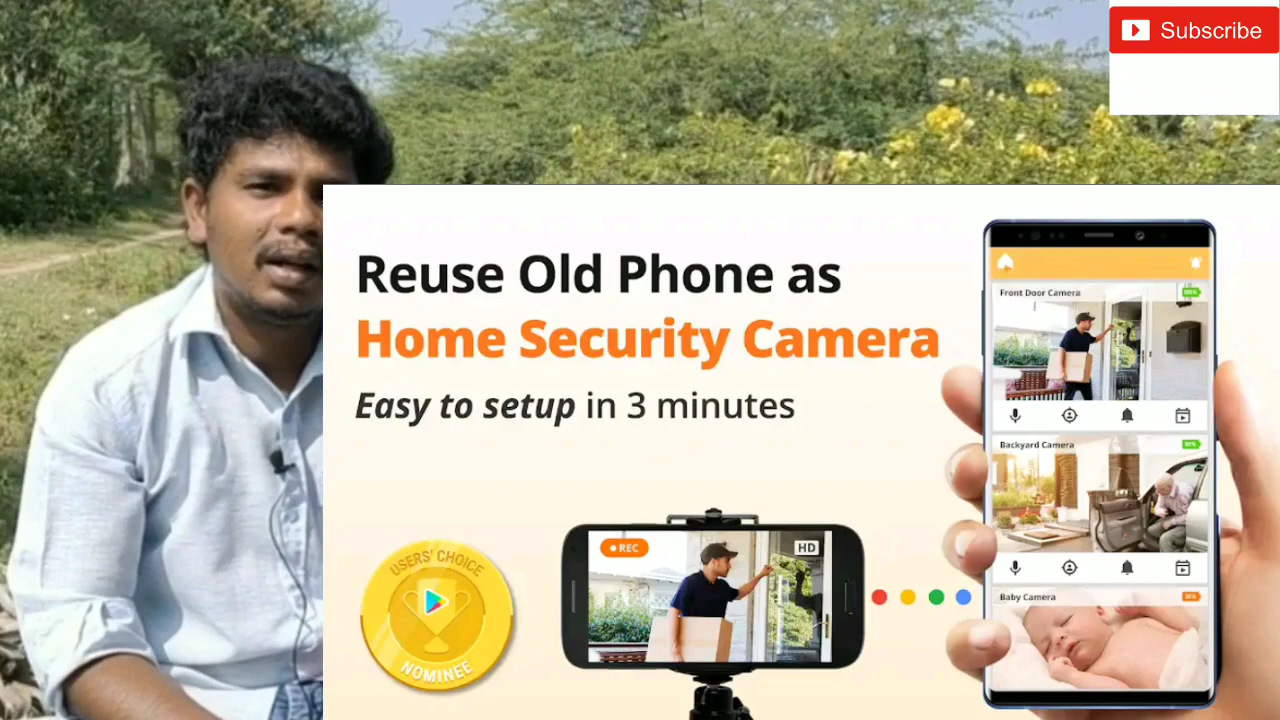 Subscribe
Reuse Old Phone as
Home Security Camera
Easy to setup in 3 minutes
Front Door Camera
Backyard Camera
Baby Camera
REC
HD
USERS' CHOICE
NOMINEE